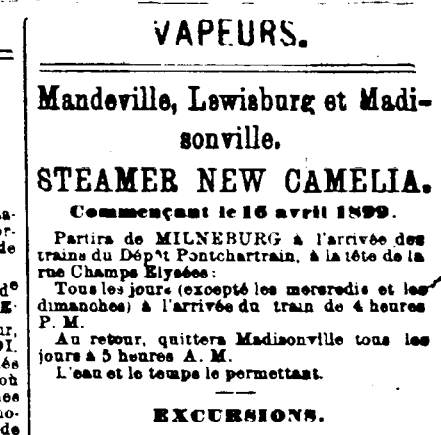 VAPEURS.
Mandeville, Lewisburg et Madi-
sonville.
STEAMER NEW CAMELIA.
Commençant le 16 avril 1899.
Partira de MILNEBURG à l'arrivée des
trains du Dép't Pontchartrain, à la tête de la
rue Champs Elysées:
Tous les jours (excepté les mersredis et les
dimanches) à l'arrivée du train de 4 heures
P. M.
Au retour, quittera Madisonville tous les
jours à 5 heures A. M.
L'eau et le temps le permettant.
EXCURSIONS.